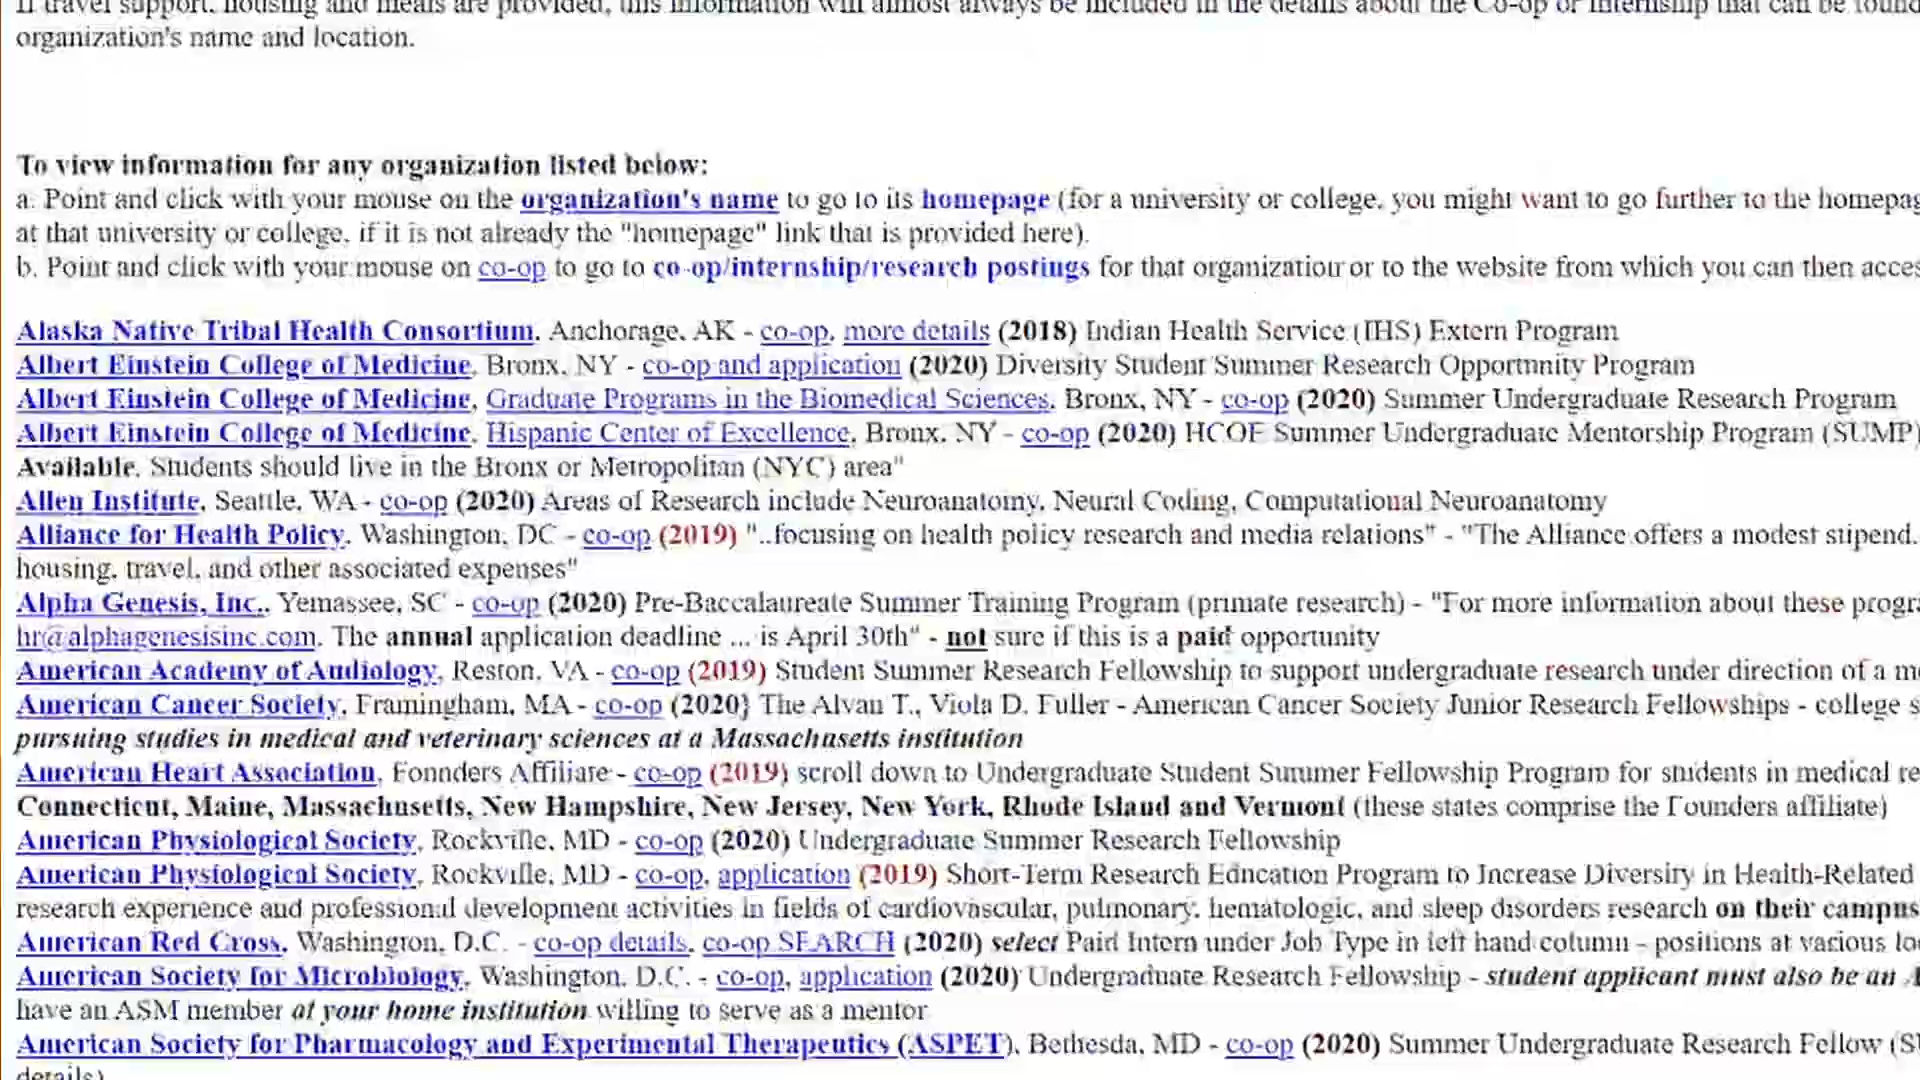 If travel support, housing and meals are provided, this information will almost always be included in the details about the Co-op or Internship that can be found
organization's name and location.
To view information for any organization listed below:
a. Point and click with your mouse on the organization's name to go to its homepage (for a university or college, you might want to go further to the homepag
at that university or college, if it is not already the "homepage" link that is provided here).
b. Point and click with your mouse on co-op to go to co-op/internship/research postings for that organization or to the website from which you can then acces
Alaska Native Tribal Health Consortium, Anchorage, AK - co-op, more details (2018) Indian Health Service (IHS) Extern Program
Albert Einstein College of Medicine, Bronx, NY - co-op and application (2020) Diversity Student Summer Research Opportunity Program
Albert Einstein College of Medicine, Graduate Programs in the Biomedical Sciences, Bronx, NY - co-op (2020) Summer Undergraduate Research Program
Albert Einstein College of Medicine, Hispanic Center of Excellence, Bronx, NY - co-op (2020) HCOE Summer Undergraduate Mentorship Program (SUMP)
Available. Students should live in the Bronx or Metropolitan (NYC) area"
Allen Institute, Seattle, WA - co-op (2020) Areas of Research include Neuroanatomy, Neural Coding, Computational Neuroanatomy
Alliance for Health Policy, Washington, DC - co-op (2019) "..focusing on health policy research and media relations" - "The Alliance offers a modest stipend.
housing, travel, and other associated expenses"
Alpha Genesis, Inc., Yemassee, SC - co-op (2020) Pre-Baccalaureate Summer Training Program (primate research) - "For more information about these progra
hr@alphagenesisinc.com. The annual application deadline ... is April 30th" - not sure if this is a paid opportunity
American Academy of Audiology, Reston, VA - co-op (2019) Student Summer Research Fellowship to support undergraduate research under direction of a
American Cancer Society, Framingham, MA - co-op (2020) The Alvan T., Viola D. Fuller - American Cancer Society Junior Research Fellowships - college s
pursuing studies in medical and veterinary sciences at a Massachusetts institution
American Heart Association, Founders Affiliate - co-op (2019) scroll down to Undergraduate Student Summer Fellowship Program for students in medical re
Connecticut, Maine, Massachusetts, New Hampshire, New Jersey, New York, Rhode Island and Vermont (these states comprise the Founders affiliate)
American Physiological Society, Rockville, MD - co-op (2020) Undergraduate Summer Research Fellowship
American Physiological Society, Rockville, MD - co-op, application (2019) Short-Term Research Education Program to Increase Diversity in Health-Related
research experience and professional development activities in fields of cardiovascular, pulmonary, hematologic, and sleep disorders research on their campus
American Red Cross, Washington, D.C. - co-op details, co-op SEARCH (2020) select Paid Intern under Job Type in left hand column - positions at various lo
American Society for Microbiology, Washington, D.C. - co-op, application (2020) Undergraduate Research Fellowship - student applicant must also be an A
have an ASM member at your home institution willing to serve as a mentor
American Society for Pharmacology and Experimental Therapeutics (ASPET), Bethesda, MD - co-op (2020) Summer Undergraduate Research Fellow (SU
details)